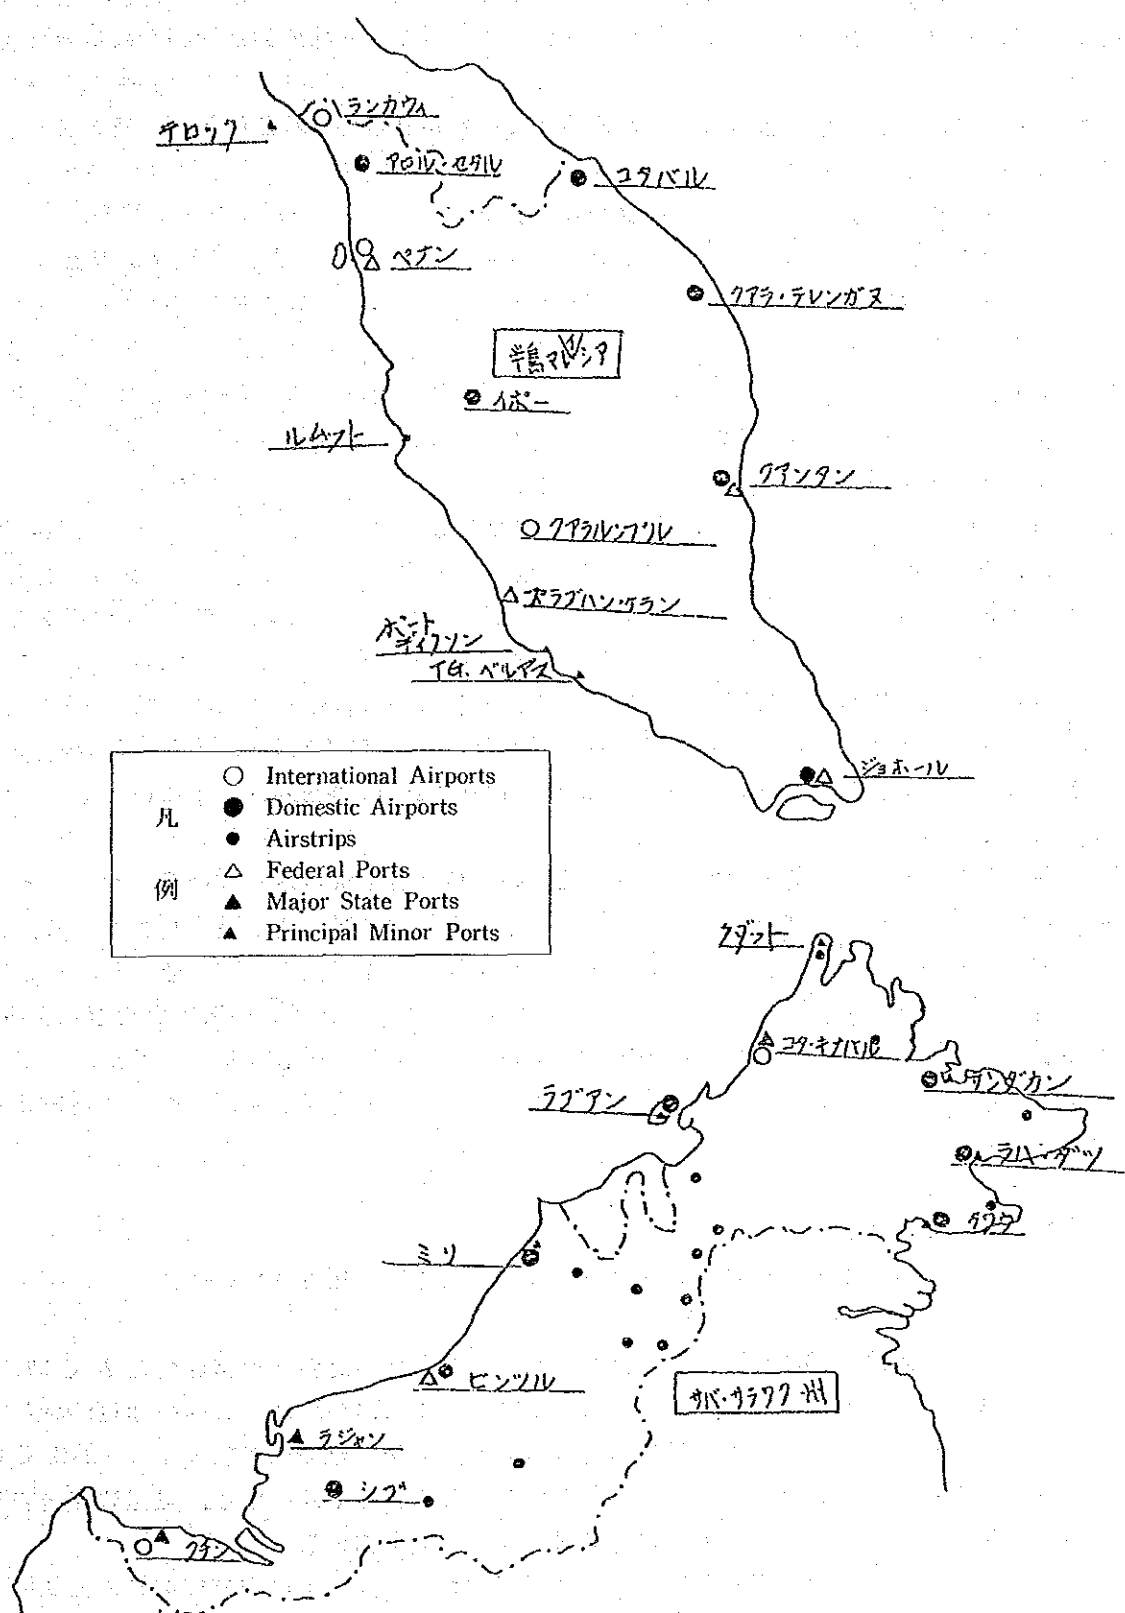 ランカウィ
テロック
アロル・セタル
コタバル
ペナン
クアラ・テレンガヌ
半島マレシア
イポー
ルムット
クアンタン
クアラルンプル
ポート
ディクソン
TG. ベルアス
ジョホール
凡
例
International Airports
Domestic Airports
Airstrips
Federal Ports
Major State Ports
Principal Minor Ports
クダット
コタ・キナバル
ラブアン
サンダカン
ラハ・ダツ
タワウ
ミリ
ビンツル
サバ・サラワク州
ラジャン
シブ
クチン